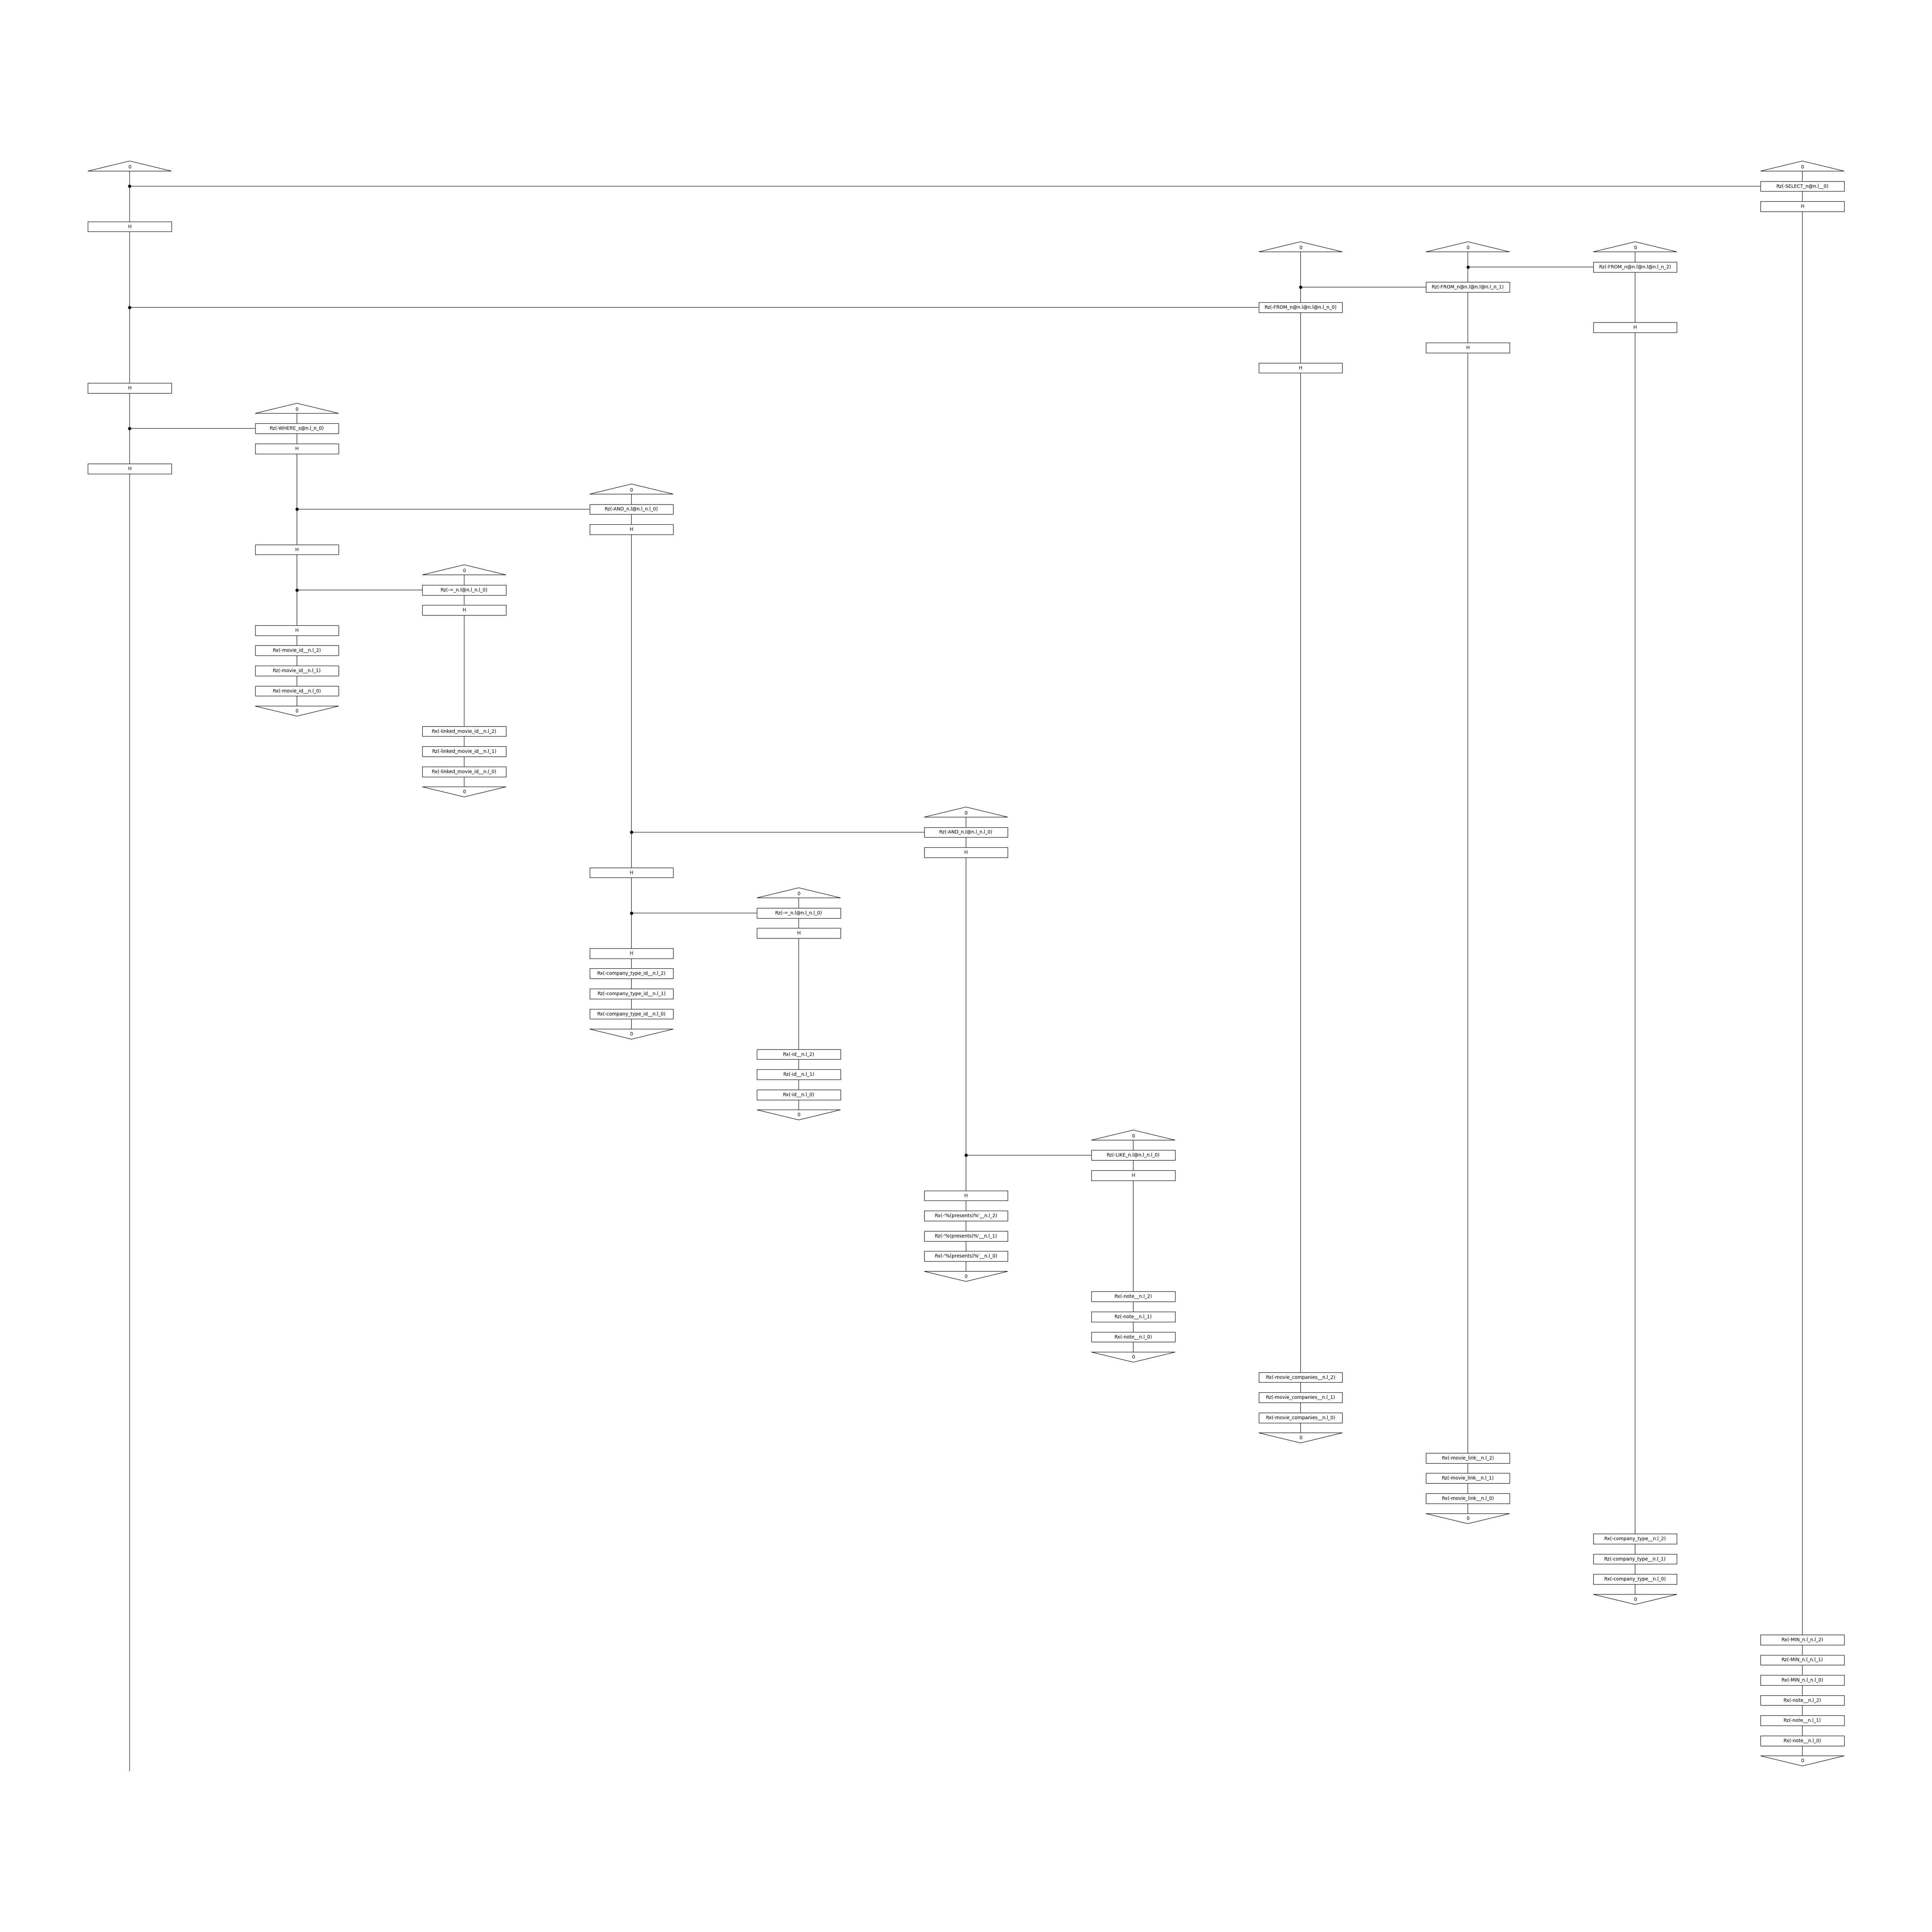 0 0
Rz(-SELECT_n@n.l__0)
H
H
0 0 0
Rz(-FROM_n@n.l@n.l@n.l_n_2)
Rz(-FROM_n@n.l@n.l@n.l_n_1)
Rz(-FROM_n@n.l@n.l@n.l_n_0)
H
H
H
H
0
Rz(-WHERE_s@n.l_n_0)
H
H
0
Rz(-AND_n.l@n.l_n.l_0)
H
H
0
Rz(-=_n.l@n.l_n.l_0)
H
H
Rx(-movie_id__n.l_2)
Rz(-movie_id__n.l_1)
Rx(-movie_id__n.l_0)
0
Rx(-linked_movie_id__n.l_2)
Rz(-linked_movie_id__n.l_1)
Rx(-linked_movie_id__n.l_0)
0
0
Rz(-AND_n.l@n.l_n.l_0)
H
H
0
Rz(-=_n.l@n.l_n.l_0)
H
H
Rx(-company_type_id__n.l_2)
Rz(-company_type_id__n.l_1)
Rx(-company_type_id__n.l_0)
0
Rx(-id__n.l_2)
Rz(-id__n.l_1)
Rx(-id__n.l_0)
0
0
Rz(-LIKE_n.l@n.l_n.l_0)
H
H
Rx(-'%(presents)%'__n.l_2)
Rz(-'%(presents)%'__n.l_1)
Rx(-'%(presents)%'__n.l_0)
0
Rx(-note__n.l_2)
Rz(-note__n.l_1)
Rx(-note__n.l_0)
0
Rx(-movie_companies__n.l_2)
Rz(-movie_companies__n.l_1)
Rx(-movie_companies__n.l_0)
0
Rx(-movie_link__n.l_2)
Rz(-movie_link__n.l_1)
Rx(-movie_link__n.l_0)
0
Rx(-company_type__n.l_2)
Rz(-company_type__n.l_1)
Rx(-company_type__n.l_0)
0
Rx(-MIN_n.l_n.l_2)
Rz(-MIN_n.l_n.l_1)
Rx(-MIN_n.l_n.l_0)
Rx(-note__n.l_2)
Rz(-note__n.l_1)
Rx(-note__n.l_0)
0